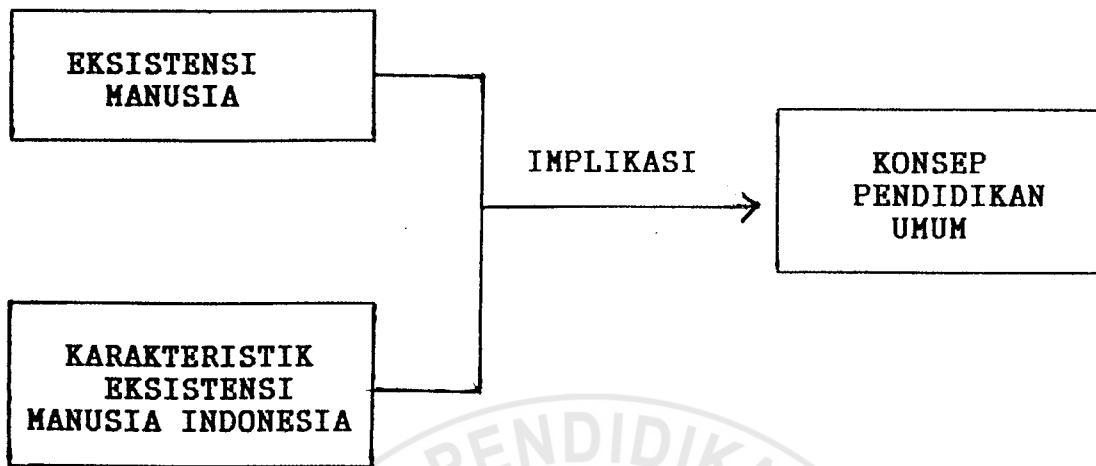 EKSISTENSI
MANUSIA
IMPLIKASI
KONSEP
PENDIDIKAN
UMUM
KARAKTERISTIK
EKSISTENSI
MANUSIA INDONESIA